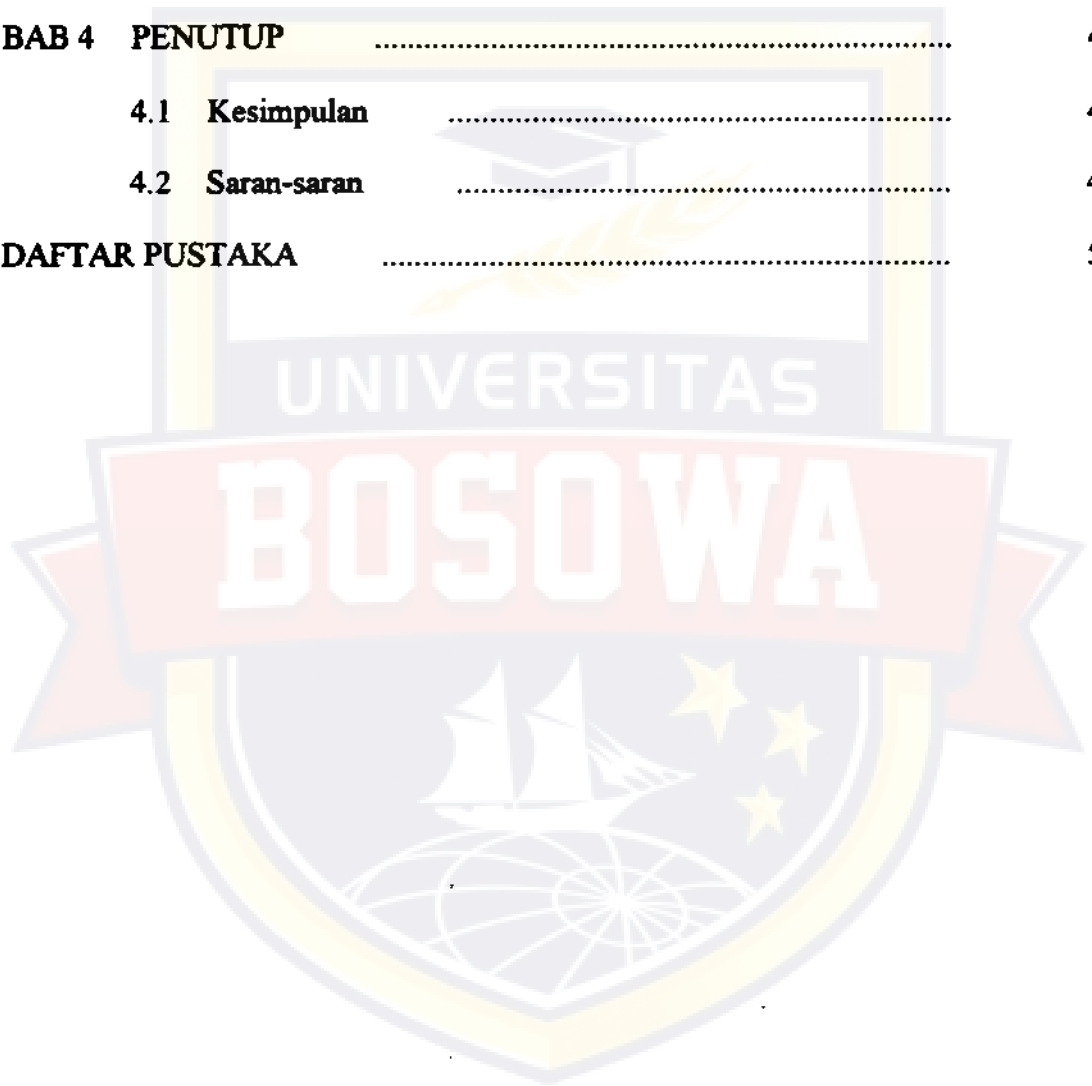 BAB 4 PENUTUP ................................................................
4.1 Kesimpulan ........................................................
4.2 Saran-saran .......................................................
DAFTAR PUSTAKA ...............................................................
UNIVERSITAS
BOSOWA